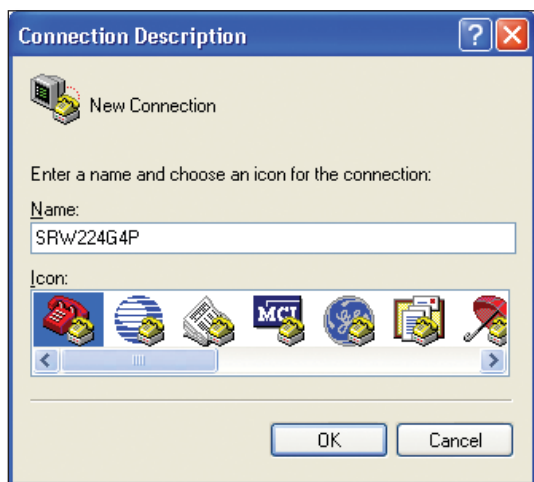 Connection Description
New Connection
Enter a name and choose an icon for the connection:
Name:
SRW224G4P
Icon:
MCI
OK
Cancel